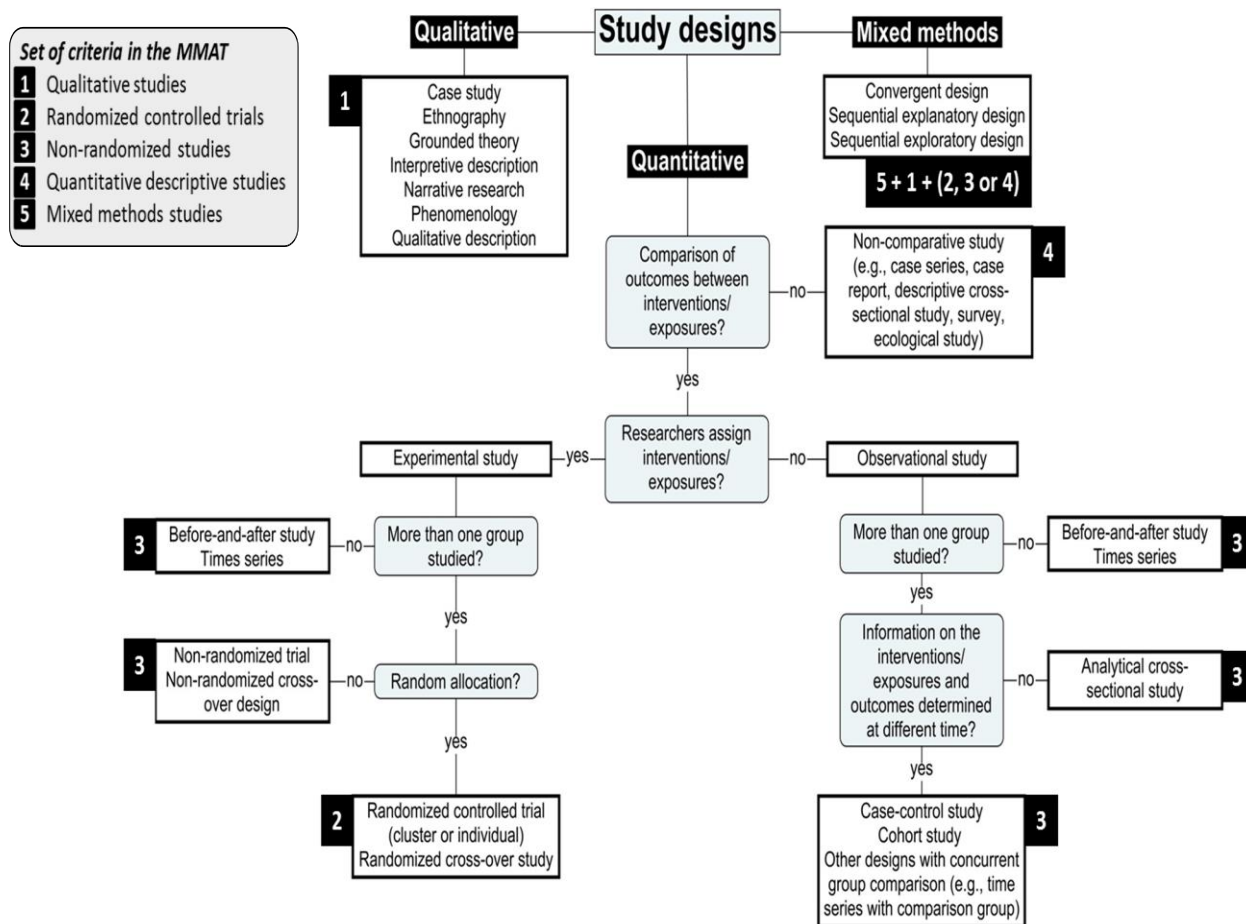 Set of criteria in the MMAT
1 Qualitative studies
2 Randomized controlled trials
3 Non-randomized studies
4 Quantitative descriptive studies
5 Mixed methods studies
Study designs
Qualitative
1
Case study
Ethnography
Grounded theory
Interpretive description
Narrative research
Phenomenology
Qualitative description
Mixed methods
Convergent design
Sequential explanatory design
Sequential exploratory design
5 + 1 + (2, 3 or 4)
Quantitative
Comparison of
outcomes between
interventions/
exposures?
no
Non-comparative study
(e.g., case series, case
report, descriptive cross-
sectional study, survey,
ecological study)
4
yes
Researchers assign
interventions/
exposures?
yes
Experimental study
no
Observational study
More than one group
studied?
no
3
Before-and-after study
Times series
yes
Random allocation?
no
3
Non-randomized trial
Non-randomized cross-
over design
yes
2
Randomized controlled trial
(cluster or individual)
Randomized cross-over study
More than one group
studied?
no
Before-and-after study
Times series
3
yes
Information on the
interventions/
exposures and
outcomes determined
at different time?
no
Analytical cross-
sectional study
3
yes
Case-control study
Cohort study
Other designs with concurrent
group comparison (e.g., time
series with comparison group)
3